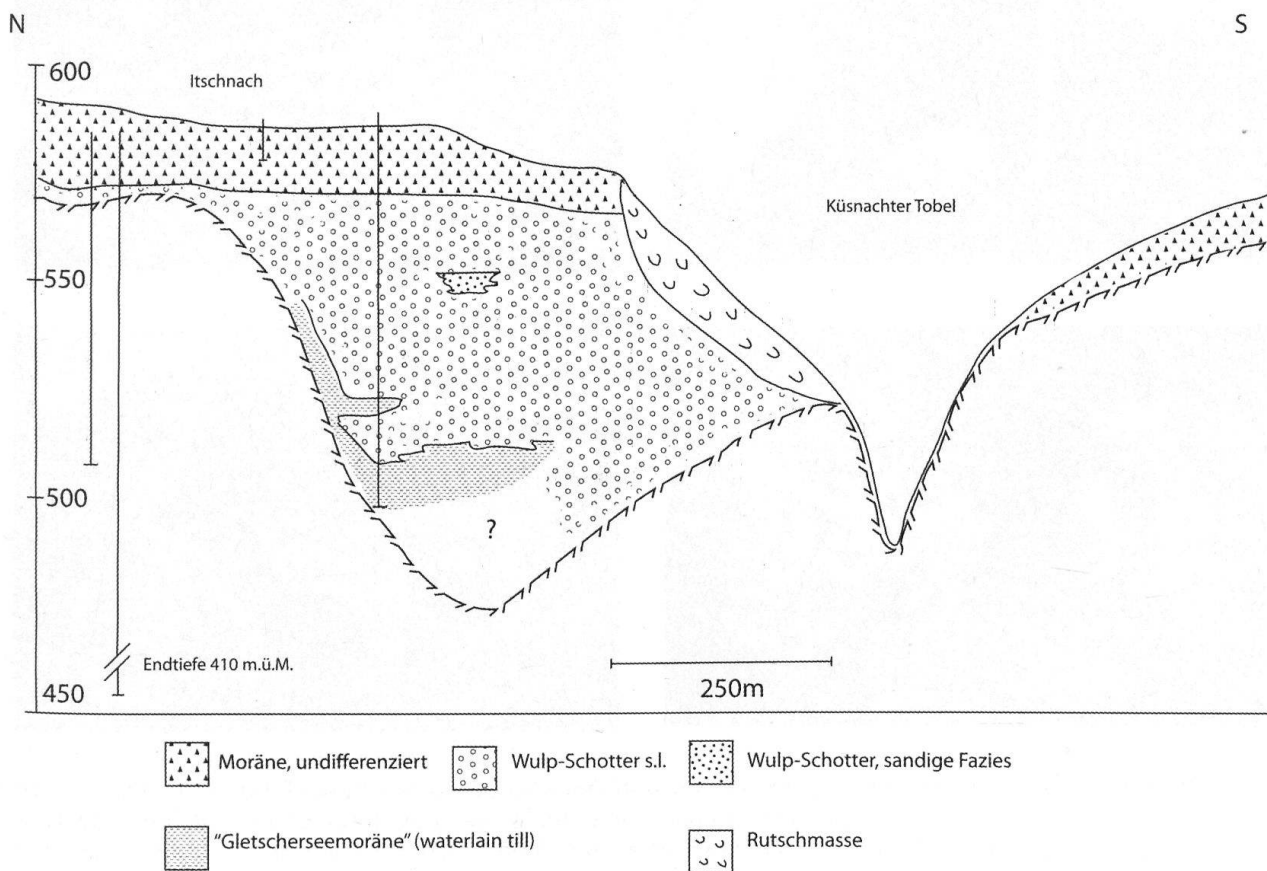 N
S
600
Itschnach
Küsnachter Tobel
550
500
?
Endtiefe 410 m.ü.M.
450
250m
Moräne, undifferenziert
Wulp-Schotter s.l.
Wulp-Schotter, sandige Fazies
"Gletscherseemoräne" (waterlain till)
Rutschmasse